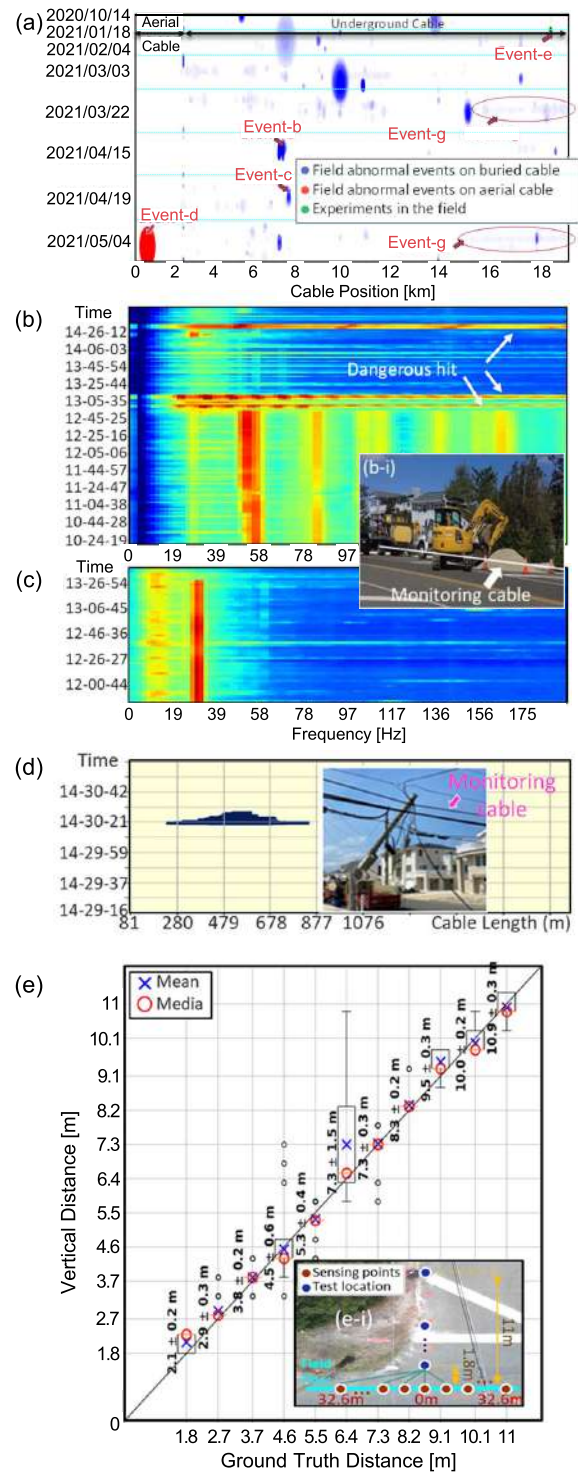 (a)
2020/10/14
2021/01/18
2021/02/04
2021/03/03
2021/03/22
2021/04/15
2021/04/19
2021/05/04
Aerial
Cable
Underground Cable
Event-e
Event-b
Event-g
Event-c
Event-d
Event-g
Field abnormal events on buried cable
Field abnormal events on aerial cable
Experiments in the field
0 2 4 6 8 10 12 14 16 18
Cable Position [km]
(b)
Time
14-26-12
14-06-03
13-45-54
13-25-44
13-05-35
12-45-25
12-25-16
12-05-06
11-44-57
11-24-47
11-04-38
10-44-28
10-24-19
Dangerous hit
0 19 39 58 78 97
(b-i)
Monitoring cable
(c)
Time
13-26-54
13-06-45
12-46-36
12-26-27
12-00-44
0 19 39 58 78 97 117 136 156 175
Frequency [Hz]
(d)
Time
14-30-42
14-30-21
14-29-59
14-29-37
14-29-16
Monitoring
cable
81 280 479 678 877 1076 Cable Length (m)
(e)
Mean
Media
11
10.1
9.1
8.2
7.3
6.4
5.5
4.6
3.7
2.7
1.8
0
Vertical Distance [m]
2.1 ± 0.2 m
2.9 ± 0.3 m
3.8 ± 0.2 m
4.5 ± 0.6 m
5.3 ± 0.4 m
7.3 ± 1.5 m
7.3 ± 0.3 m
8.3 ± 0.2 m
9.5 ± 0.3 m
10.0 ± 0.2 m
10.9 ± 0.3 m
Sensing points
Test location
(e-i)
11m
1.8m
Field
32.6m 0m 32.6m
1.8 2.7 3.7 4.6 5.5 6.4 7.3 8.2 9.1 10.1 11
Ground Truth Distance [m]